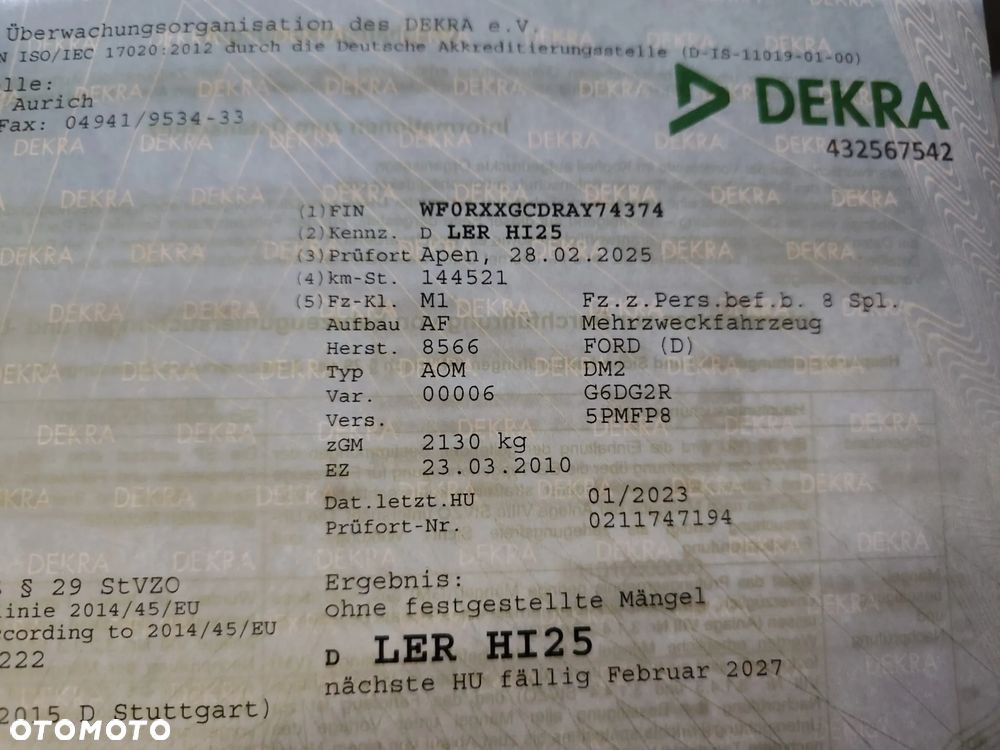 Überwachungsorganisation des DEKRA e.V.
N ISO/IEC 17020:2012 durch die Deutsche Akkreditierungsstelle (D-IS-11019-01-00)
lle:
Aurich
Fax: 04941/9534-33
DEKRA
432567542
(1) FIN WF0RXXGCDRAY74374
(2) Kennz. D LER HI25
(3) Prüfort Apen, 28.02.2025
(4) km-St. 144521
(5) Fz-Kl. M1 Fz.z.Pers.bef.b. 8 Spl.
Aufbau AF Mehrzweckfahrzeug
Herst. 8566 FORD (D)
Typ AOM DM2
Var. 00006 G6DG2R
Vers. 5PMFP8
zGM 2130 kg
EZ 23.03.2010
Dat.letzt.HU 01/2023
Prüfort-Nr. 0211747194
s § 29 StVZO
linie 2014/45/EU
ccording to 2014/45/EU
222
2015 D Stuttgart)
Ergebnis:
ohne festgestellte Mängel
D LER HI25
nächste HU fällig Februar 2027
OTOMOTO